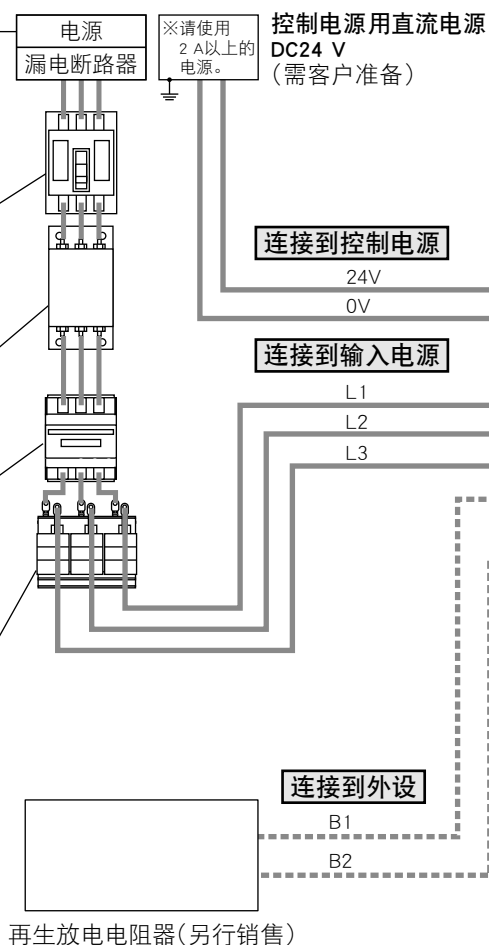 电源
漏电断路器
※请使用
2 A以上的
电源。
控制电源用直流电源
DC24 V
（需客户准备）
连接到控制电源
24V
0V
连接到输入电源
L1
L2
L3
连接到外设
B1
B2
再生放电电阻器（另行销售）